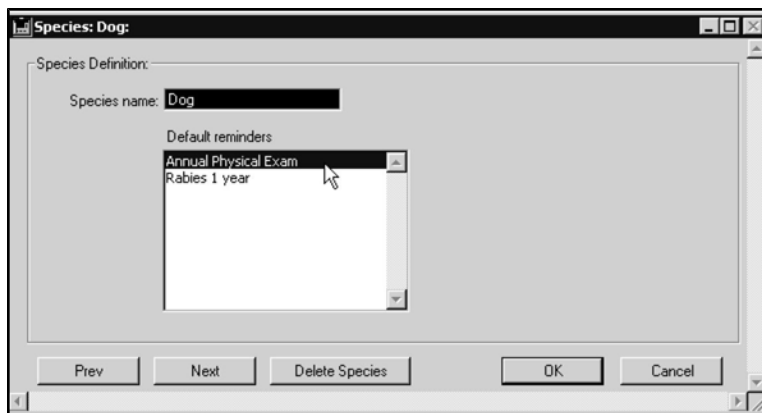 Species: Dog:
Species Definition:
Species name: Dog
Default reminders
Annual Physical Exam
Rabies 1 year
Prev Next Delete Species OK Cancel